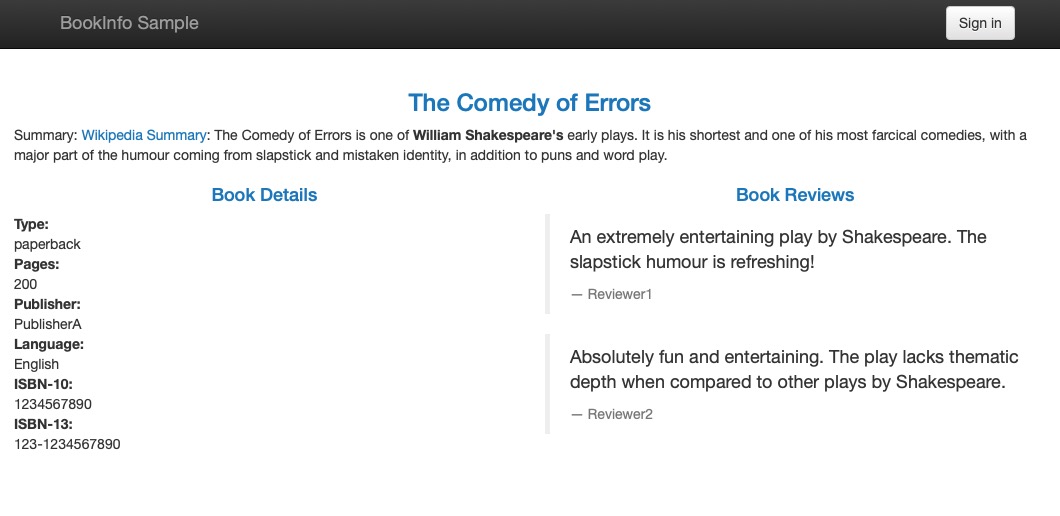 BookInfo Sample
Sign in
The Comedy of Errors
Summary: Wikipedia Summary: The Comedy of Errors is one of William Shakespeare's early plays. It is his shortest and one of his most farcical comedies, with a
major part of the humour coming from slapstick and mistaken identity, in addition to puns and word play.
Book Details
Type:
paperback
Pages:
200
Publisher:
PublisherA
Language:
English
ISBN-10:
1234567890
ISBN-13:
123-1234567890
Book Reviews
An extremely entertaining play by Shakespeare. The
slapstick humour is refreshing!
— Reviewer1
Absolutely fun and entertaining. The play lacks thematic
depth when compared to other plays by Shakespeare.
— Reviewer2